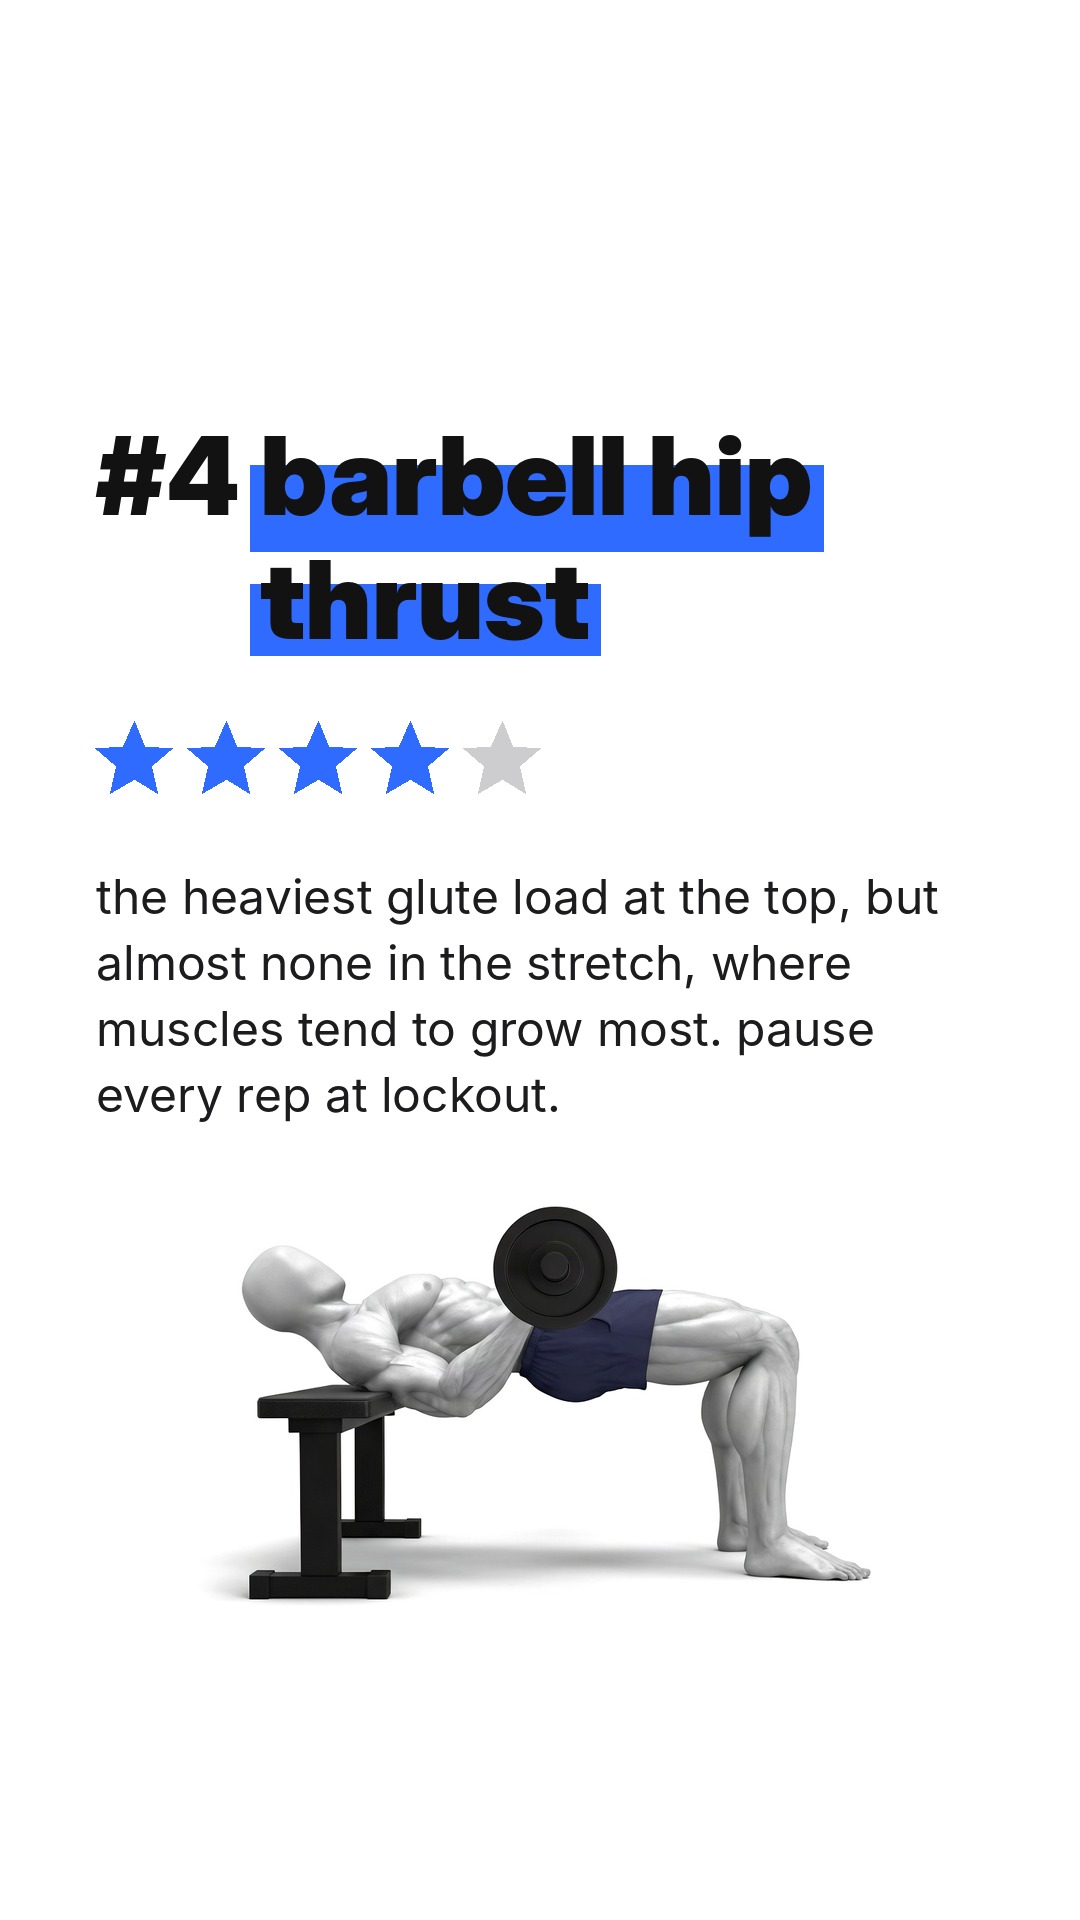 #4 barbell hip
thrust
the heaviest glute load at the top, but
almost none in the stretch, where
muscles tend to grow most. pause
every rep at lockout.